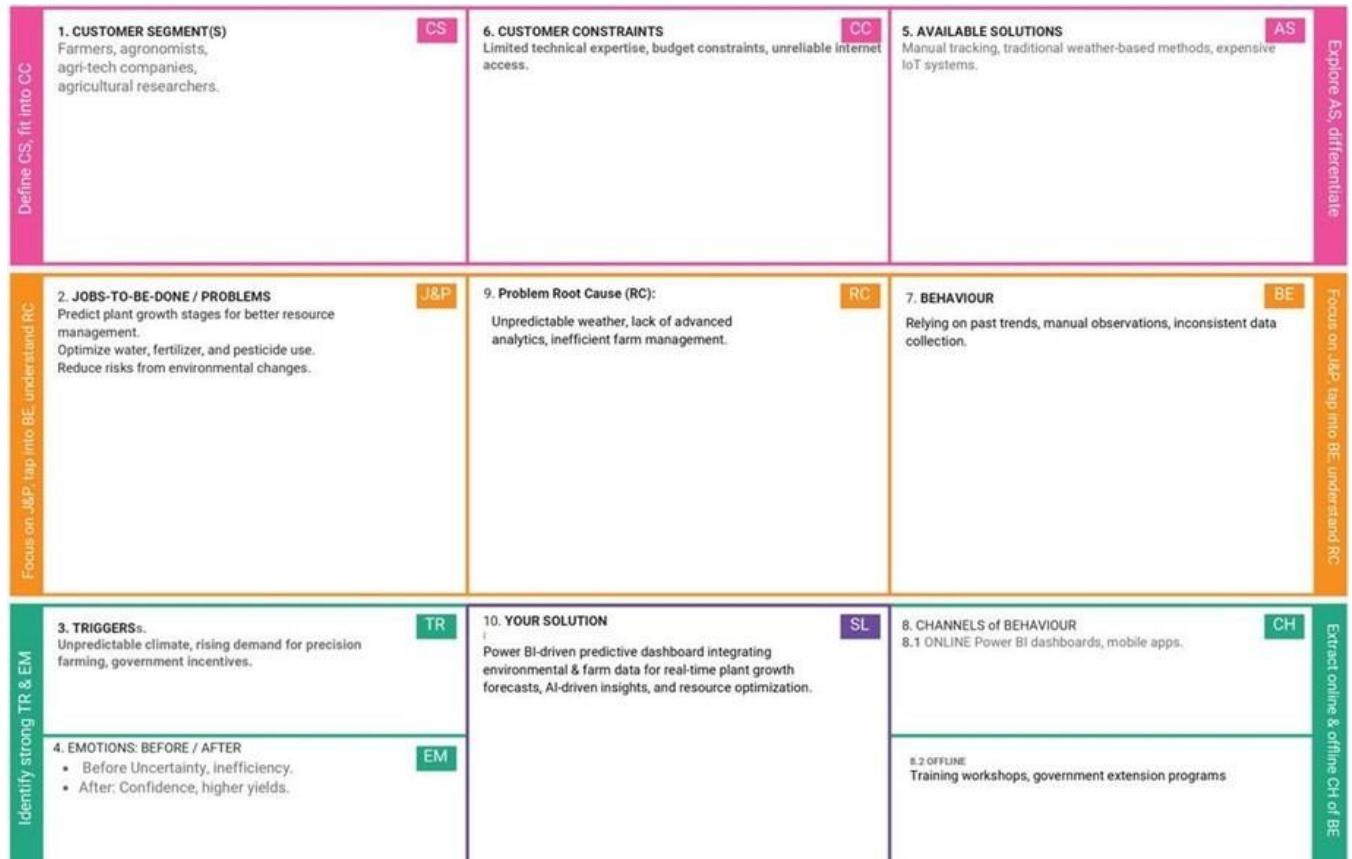 Define CS, fit into CC
1. CUSTOMER SEGMENT(S)
CS
Farmers, agronomists,
agri-tech companies,
agricultural researchers.
6. CUSTOMER CONSTRAINTS
CC
Limited technical expertise, budget constraints, unreliable internet
access.
5. AVAILABLE SOLUTIONS
AS
Manual tracking, traditional weather-based methods, expensive
IoT systems.
Explore AS, differentiate
Focus on J&P, tap into BE, understand RC
2. JOBS-TO-BE-DONE / PROBLEMS
J&P
Predict plant growth stages for better resource
management.
Optimize water, fertilizer, and pesticide use.
Reduce risks from environmental changes.
9. Problem Root Cause (RC):
RC
Unpredictable weather, lack of advanced
analytics, inefficient farm management.
7. BEHAVIOUR
BE
Relying on past trends, manual observations, inconsistent data
collection.
Focus on J&P, tap into BE, understand RC
Identify strong TR & EM
3. TRIGGERSs.
TR
Unpredictable climate, rising demand for precision
farming, government incentives.
4. EMOTIONS: BEFORE / AFTER
EM
• Before Uncertainty, inefficiency.
• After: Confidence, higher yields.
10. YOUR SOLUTION
SL
Power BI-driven predictive dashboard integrating
environmental & farm data for real-time plant growth
forecasts, AI-driven insights, and resource optimization.
8. CHANNELS of BEHAVIOUR
CH
8.1 ONLINE Power BI dashboards, mobile apps.
8.2 OFFLINE
Training workshops, government extension programs
Extract online & offline CH of BE